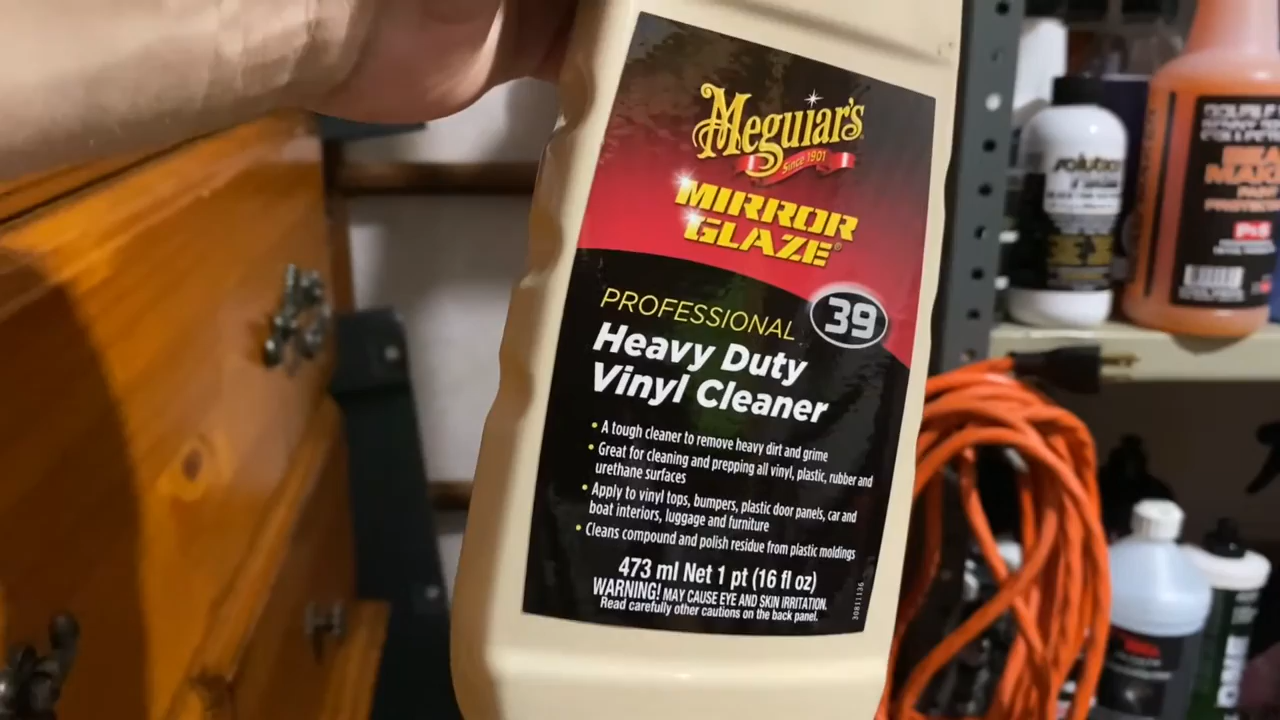 Meguiar's
Since 1901
MIRROR
GLAZE®
PROFESSIONAL
39
Heavy Duty
Vinyl Cleaner
• A tough cleaner to remove heavy dirt and grime
• Great for cleaning and prepping all vinyl, plastic, rubber and
urethane surfaces
• Apply to vinyl tops, bumpers, plastic door panels, car and
boat interiors, luggage and furniture
• Cleans compound and polish residue from plastic moldings
473 ml Net 1 pt (16 fl oz)
WARNING! MAY CAUSE EYE AND SKIN IRRITATION.
Read carefully other cautions on the back panel.
P&S